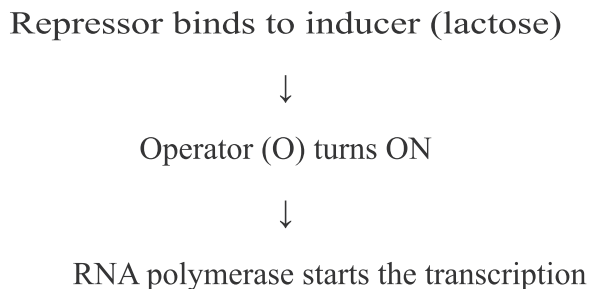 Repressor binds to inducer (lactose)
↓
Operator (O) turns ON
↓
RNA polymerase starts the transcription